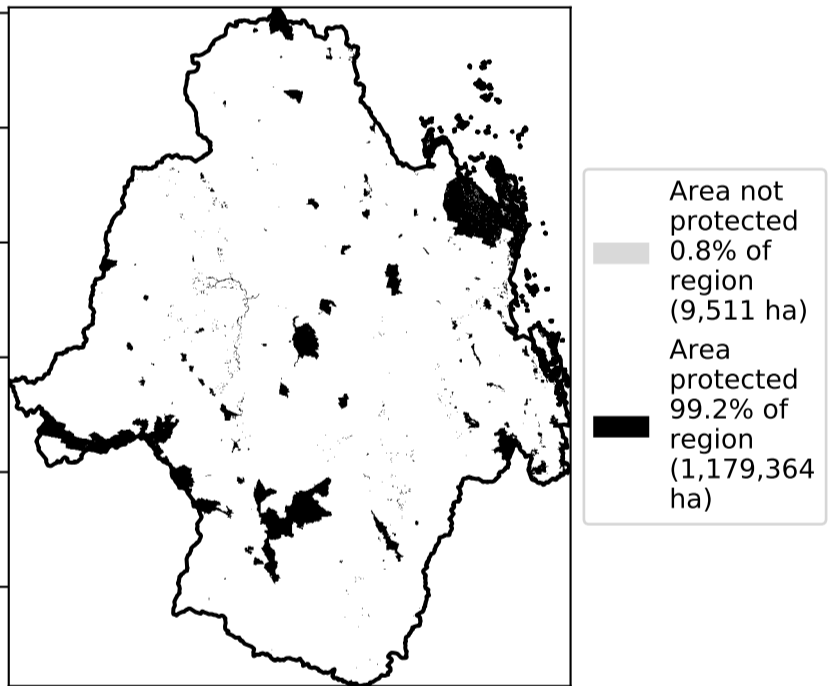 Area not
protected
0.8% of
region
(9,511 ha)
Area
protected
99.2% of
region
(1,179,364
ha)